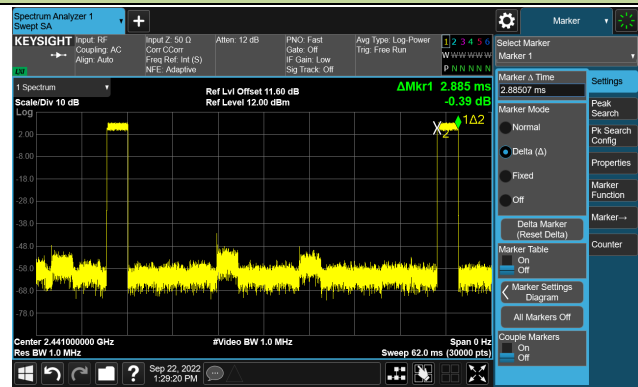 Spectrum Analyzer 1
Swept SA
Marker
KEYSIGHT
Input: RF
Coupling: AC
Align: Auto
Input Z: 50 Ω
Corr CCorr
Freq Ref: Int (S)
NFE: Adaptive
Atten: 12 dB
PNO: Fast
Gate: Off
IF Gain: Low
Sig Track: Off
Avg Type: Log-Power
Trig: Free Run
1 2 3 4 5 6
W W W W W W
P N N N N N
Select Marker
Marker 1
1 Spectrum
Scale/Div 10 dB
Ref Lvl Offset 11.60 dB
Ref Level 12.00 dBm
ΔMkr1 2.885 ms
-0.39 dB
Log
2.00
-8.00
-18.0
-28.0
-38.0
-48.0
-58.0
-68.0
-78.0
X2
1Δ2
Center 2.441000000 GHz
Res BW 1.0 MHz
#Video BW 1.0 MHz
Span 0 Hz
Sweep 62.0 ms (30000 pts)
Marker Δ Time
2.88507 ms
Marker Mode
Normal
Delta (Δ)
Fixed
Off
Delta Marker
(Reset Delta)
Marker Table
On
Off
Marker Settings
Diagram
All Markers Off
Couple Markers
On
Off
Settings
Peak
Search
Pk Search
Config
Properties
Marker
Function
Marker→
Counter
Sep 22, 2022
1:29:20 PM